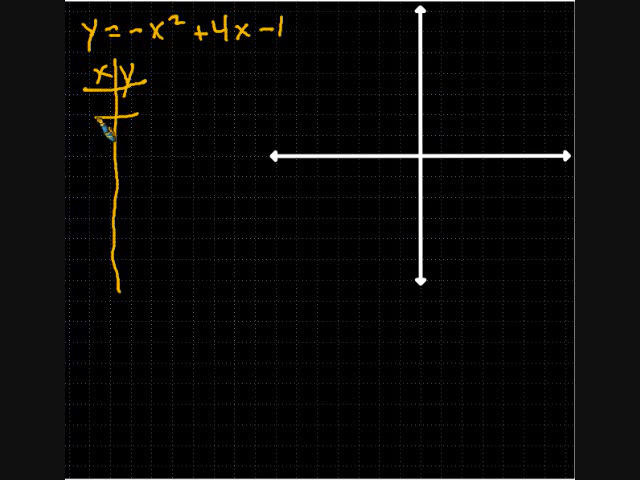 y = -x² + 4x - 1
x y